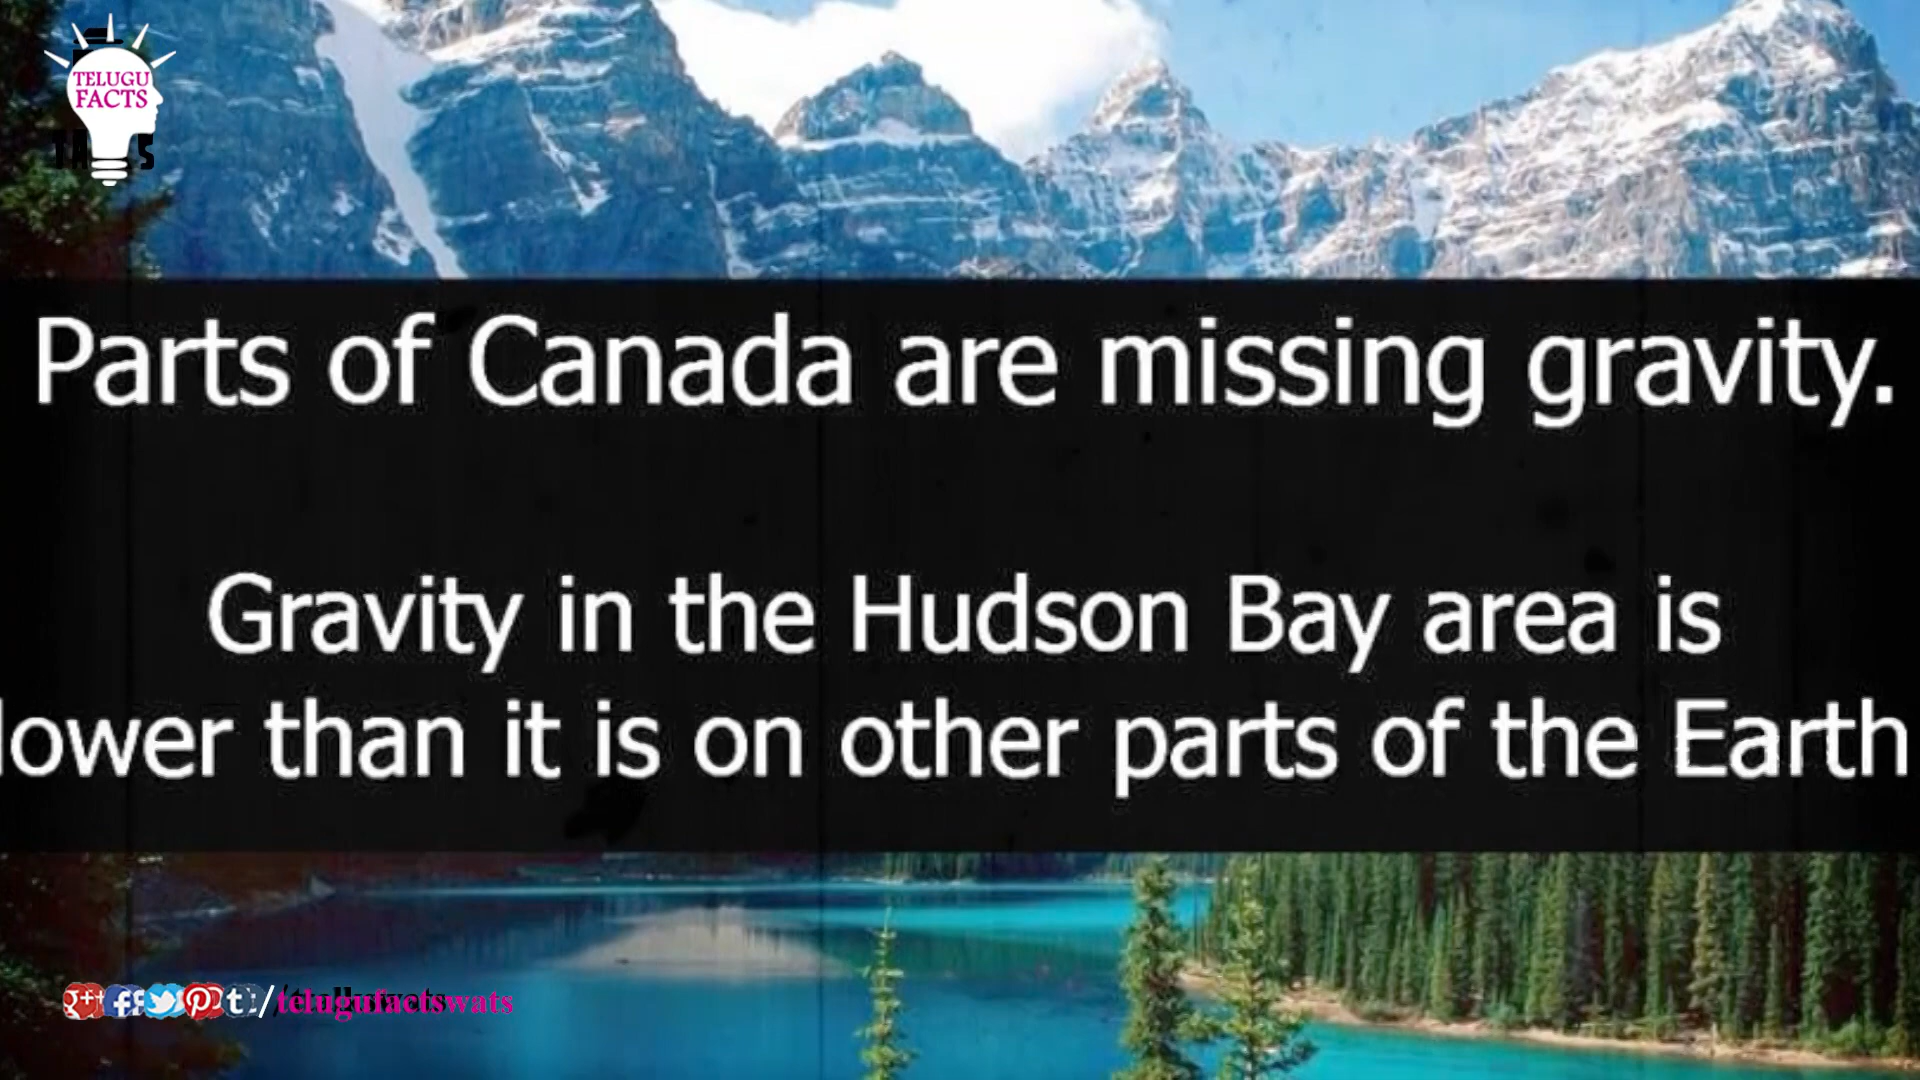 TELUGU
FACTS
Parts of Canada are missing gravity.
Gravity in the Hudson Bay area is
lower than it is on other parts of the Earth
/telugufactswats